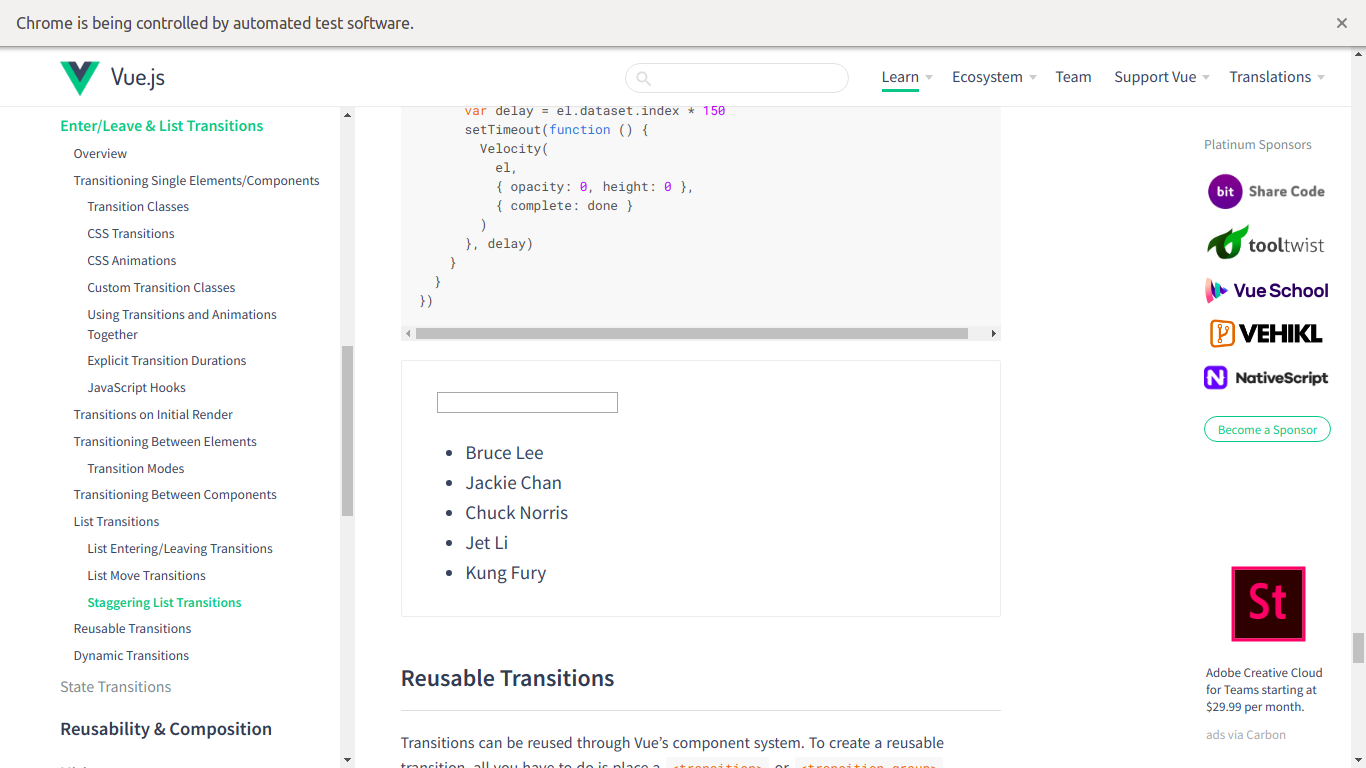 Chrome is being controlled by automated test software.
Vue.js
Learn
Ecosystem
Team
Support Vue
Translations
Enter/Leave & List Transitions
Overview
Transitioning Single Elements/Components
Transition Classes
CSS Transitions
CSS Animations
Custom Transition Classes
Using Transitions and Animations
Together
Explicit Transition Durations
JavaScript Hooks
Transitions on Initial Render
Transitioning Between Elements
Transition Modes
Transitioning Between Components
List Transitions
List Entering/Leaving Transitions
List Move Transitions
Staggering List Transitions
Reusable Transitions
Dynamic Transitions
State Transitions
Reusability & Composition
var delay = el.dataset.index * 150
setTimeout(function () {
Velocity(
el,
{ opacity: 0, height: 0 },
{ complete: done }
)
}, delay)
}
}
})
Bruce Lee
Jackie Chan
Chuck Norris
Jet Li
Kung Fury
Reusable Transitions
Transitions can be reused through Vue’s component system. To create a reusable
transition, all you have to do is place a <transition> or <transition-group>
Platinum Sponsors
bit Share Code
tooltwist
Vue School
VEHIKL
NativeScript
Become a Sponsor
St
Adobe Creative Cloud
for Teams starting at
$29.99 per month.
ads via Carbon